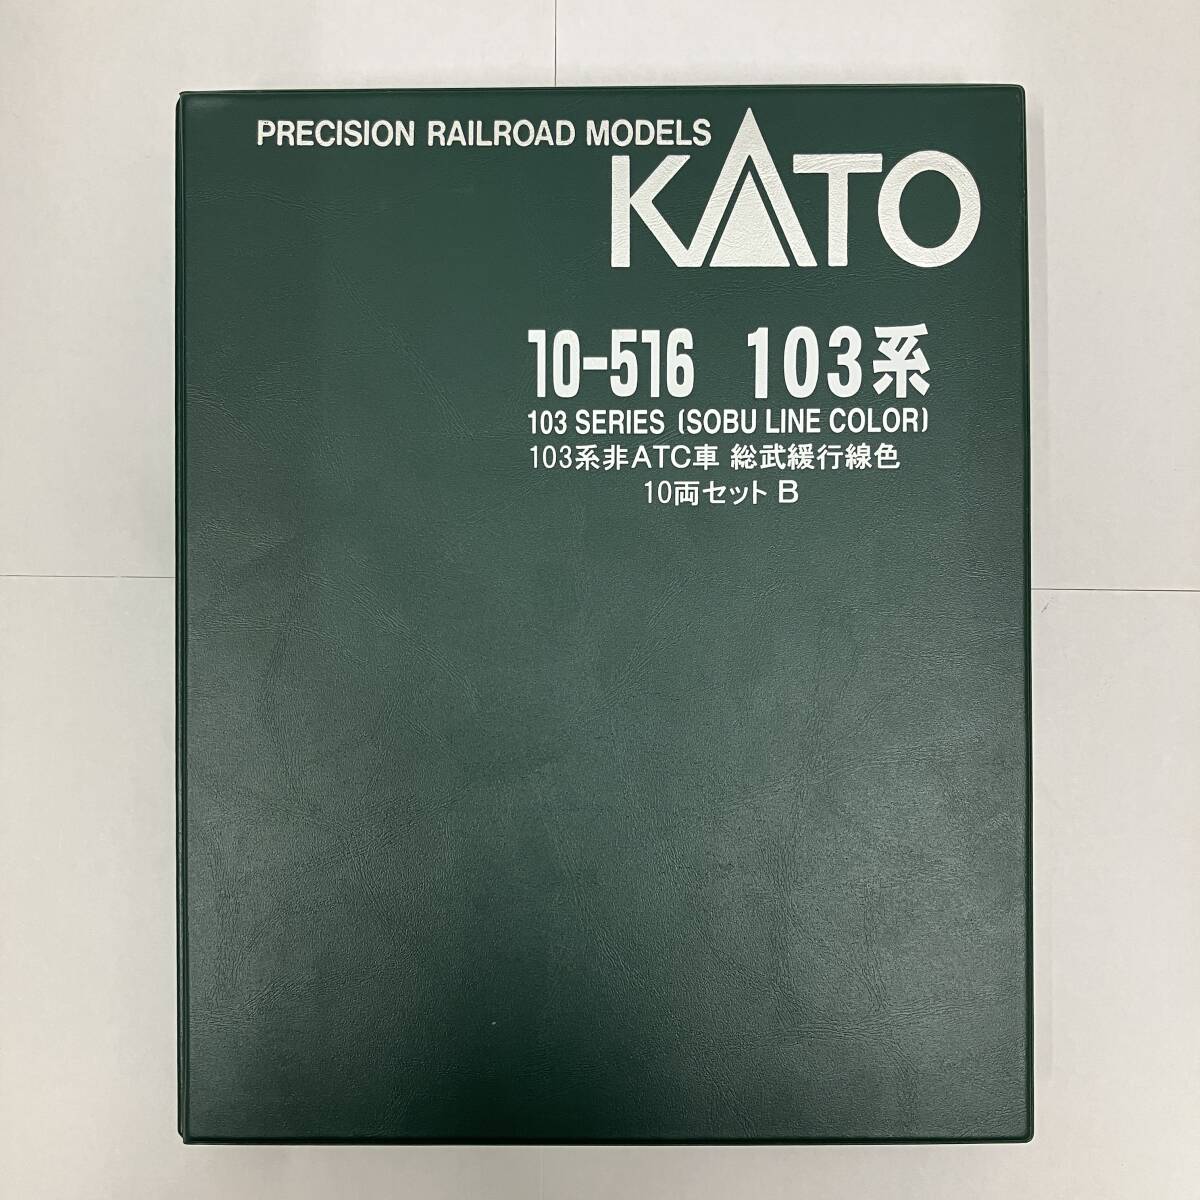 PRECISION RAILROAD MODELS
KATO
10-516 103系
103 SERIES (SOBU LINE COLOR)
103系非ATC車 総武緩行線色
10両セット B